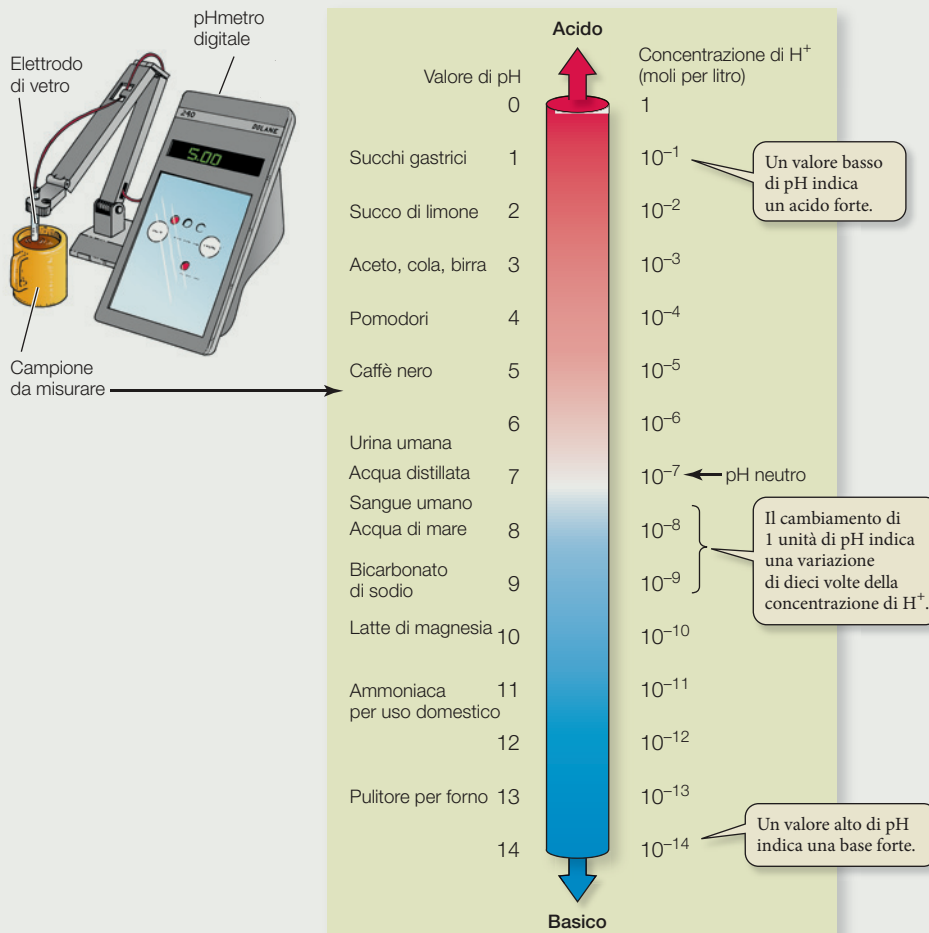 pHmetro
digitale
Elettrodo
di vetro
240
5.00
Campione
da misurare
Acido
Valore di pH
Concentrazione di H⁺
(moli per litro)
0 1
Succhi gastrici 1 10⁻¹
Un valore basso
di pH indica
un acido forte.
Succo di limone 2 10⁻²
Aceto, cola, birra 3 10⁻³
Pomodori 4 10⁻⁴
Caffè nero 5 10⁻⁵
6 10⁻⁶
Urina umana
Acqua distillata 7 10⁻⁷ pH neutro
Sangue umano
Acqua di mare 8 10⁻⁸
Il cambiamento di
1 unità di pH indica
una variazione
di dieci volte della
concentrazione di H⁺.
Bicarbonato
di sodio 9 10⁻⁹
Latte di magnesia 10 10⁻¹⁰
Ammoniaca 11 10⁻¹¹
per uso domestico
12 10⁻¹²
Pulitore per forno 13 10⁻¹³
14 10⁻¹⁴
Un valore alto di pH
indica una base forte.
Basico